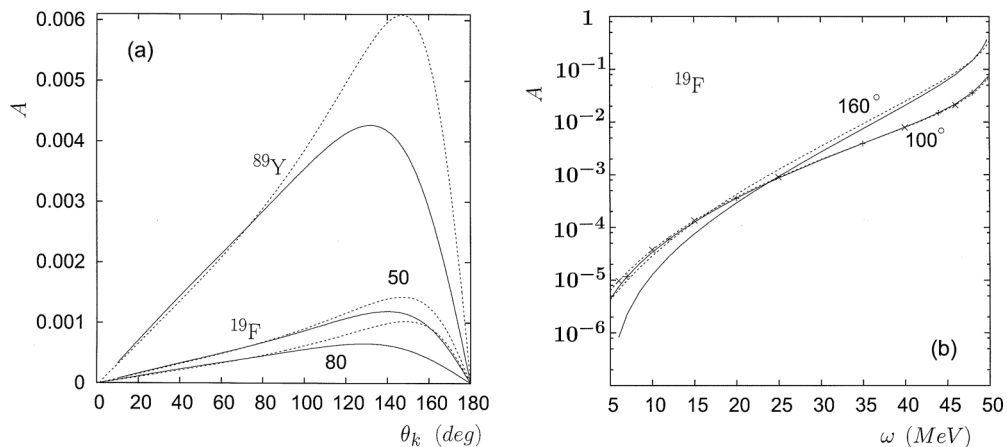 (a)
0.006
0.005
0.004
0.003
0.002
0.001
0
A
⁸⁹Y
¹⁹F
50
80
0 20 40 60 80 100 120 140 160 180
θₖ (deg)
1
10⁻¹
10⁻²
10⁻³
10⁻⁴
10⁻⁵
10⁻⁶
A
¹⁹F
160°
100°
(b)
5 10 15 20 25 30 35 40 45 50
ω (MeV)